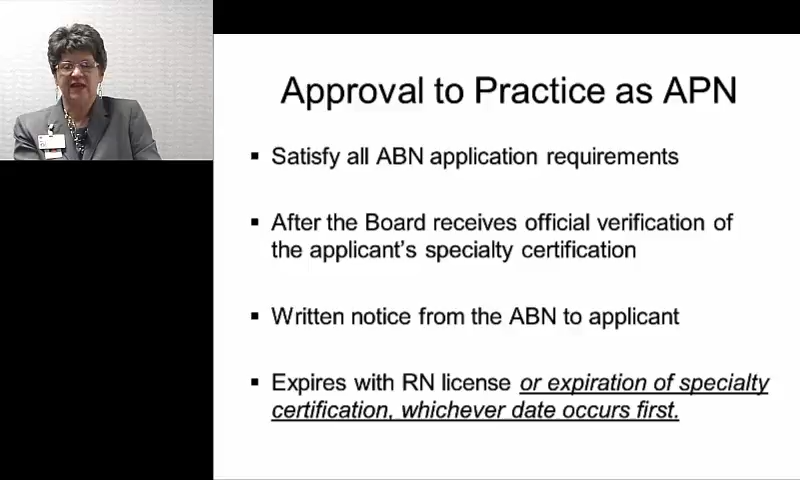 Approval to Practice as APN
▪ Satisfy all ABN application requirements
▪ After the Board receives official verification of
the applicant's specialty certification
▪ Written notice from the ABN to applicant
▪ Expires with RN license or expiration of specialty
certification, whichever date occurs first.